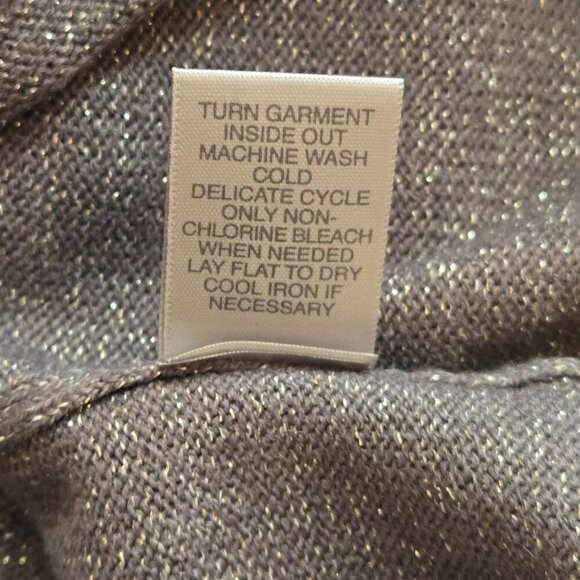 TURN GARMENT
INSIDE OUT
MACHINE WASH
COLD
DELICATE CYCLE
ONLY NON-
CHLORINE BLEACH
WHEN NEEDED
LAY FLAT TO DRY
COOL IRON IF
NECESSARY